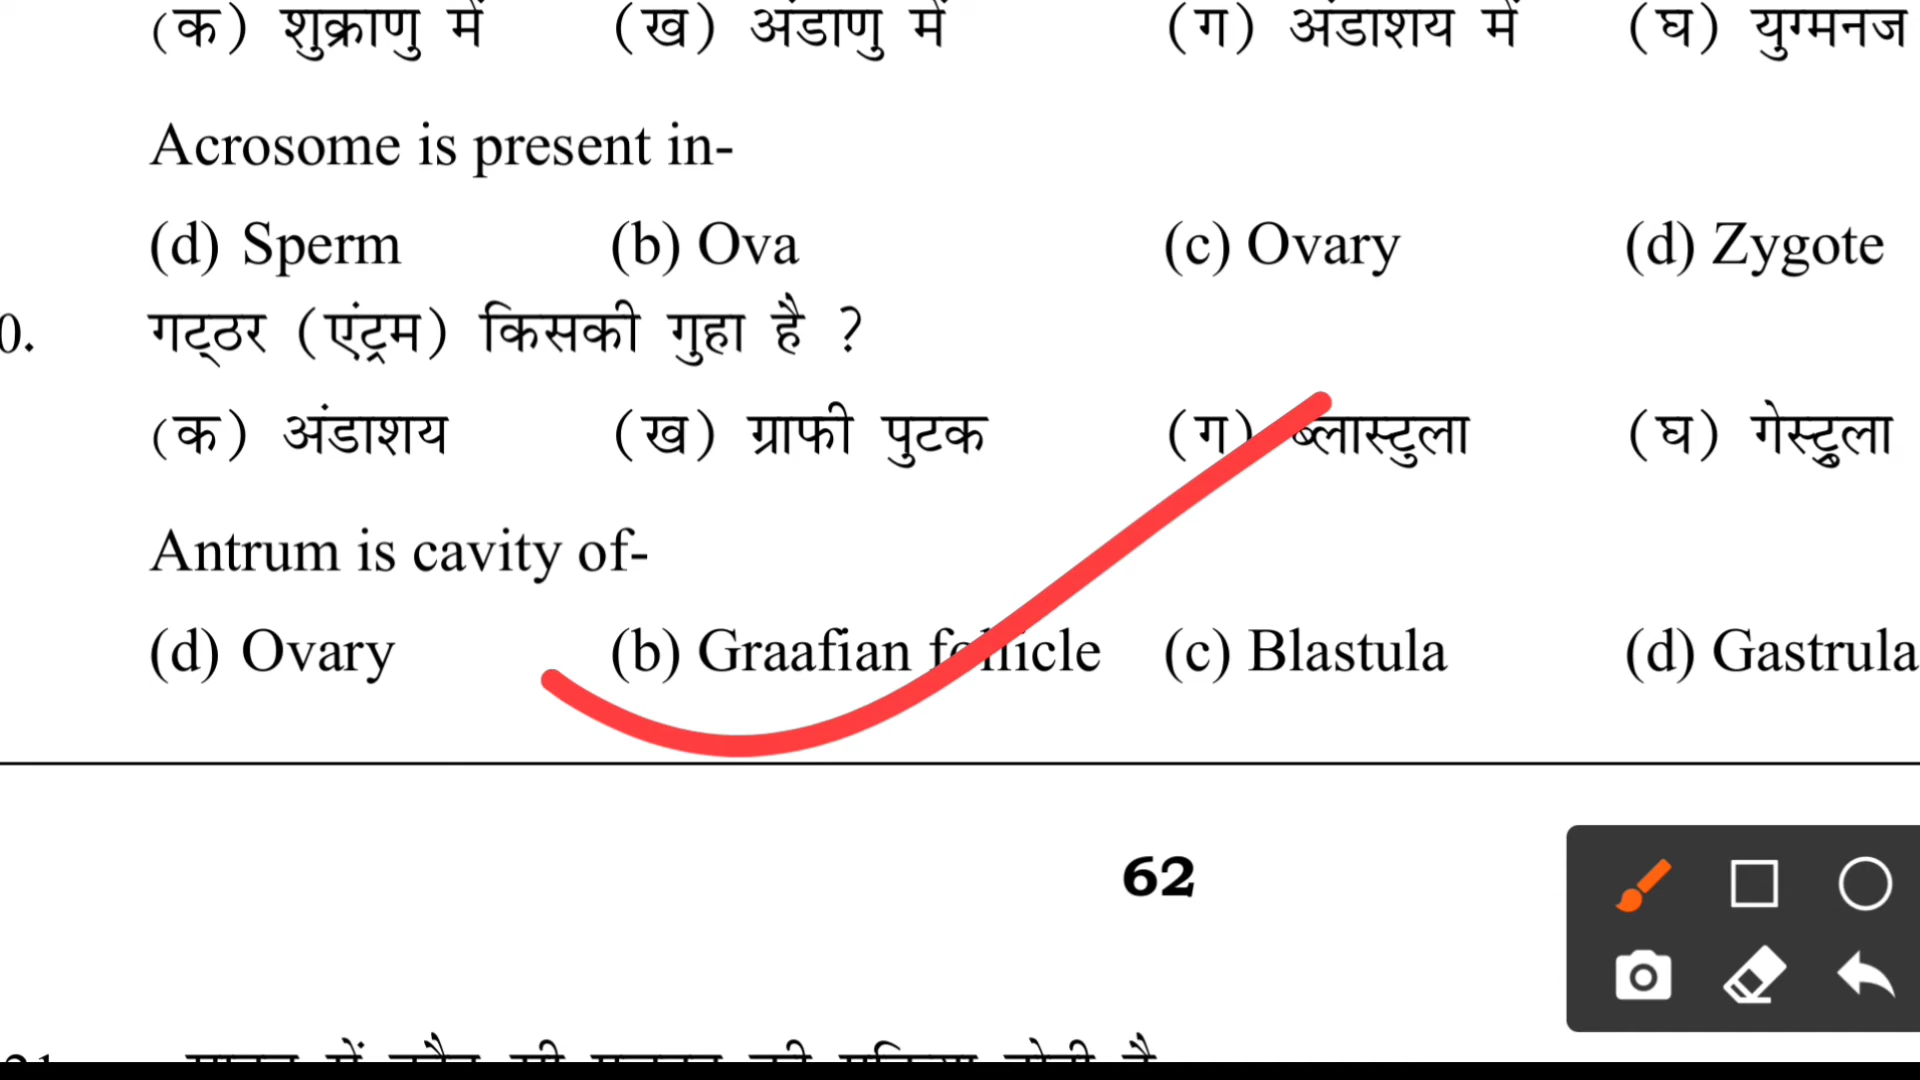 (क) शुक्राणु में (ख) अंडाणु में (ग) अंडाशय में (घ) युग्मनज
Acrosome is present in-
(d) Sperm (b) Ova (c) Ovary (d) Zygote
0. गट्ठर (एंट्रम) किसकी गुहा है ?
(क) अंडाशय (ख) ग्राफी पुटक (ग) ब्लास्टुला (घ) गेस्ट्रुला
Antrum is cavity of-
(d) Ovary (b) Graafian follicle (c) Blastula (d) Gastrula
62